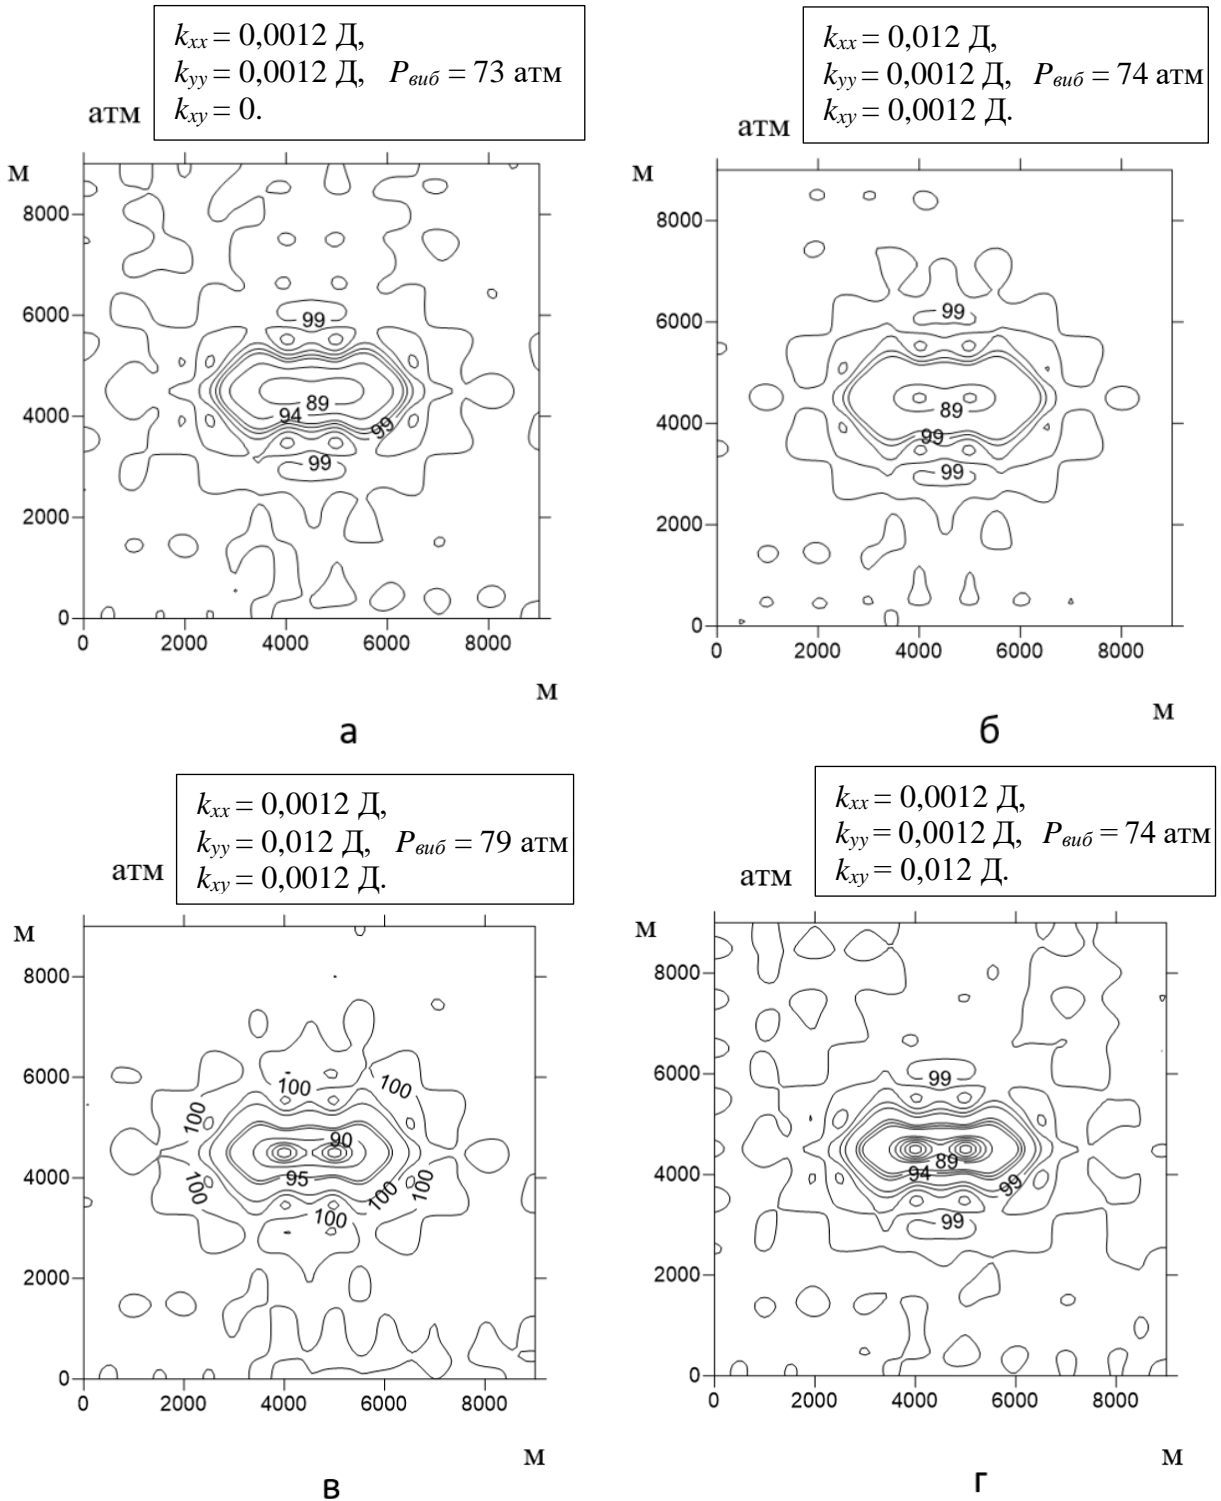 kxx = 0,0012 Д,
kyy = 0,0012 Д, Pвиб = 73 атм
kxy = 0.
атм
м
8000
6000
4000
2000
0
0 2000 4000 6000 8000
99
89
94
99
99
м
а
kxx = 0,012 Д,
kyy = 0,0012 Д, Pвиб = 74 атм
kxy = 0,0012 Д.
атм
м
8000
6000
4000
2000
0
0 2000 4000 6000 8000
99
89
99
99
м
б
kxx = 0,0012 Д,
kyy = 0,012 Д, Pвиб = 79 атм
kxy = 0,0012 Д.
атм
м
8000
6000
4000
2000
0
0 2000 4000 6000 8000
100
100
100
90
95
100
100
100
100
м
в
kxx = 0,0012 Д,
kyy = 0,0012 Д, Pвиб = 74 атм
kxy = 0,012 Д.
атм
м
8000
6000
4000
2000
0
0 2000 4000 6000 8000
99
89
94
99
99
м
г